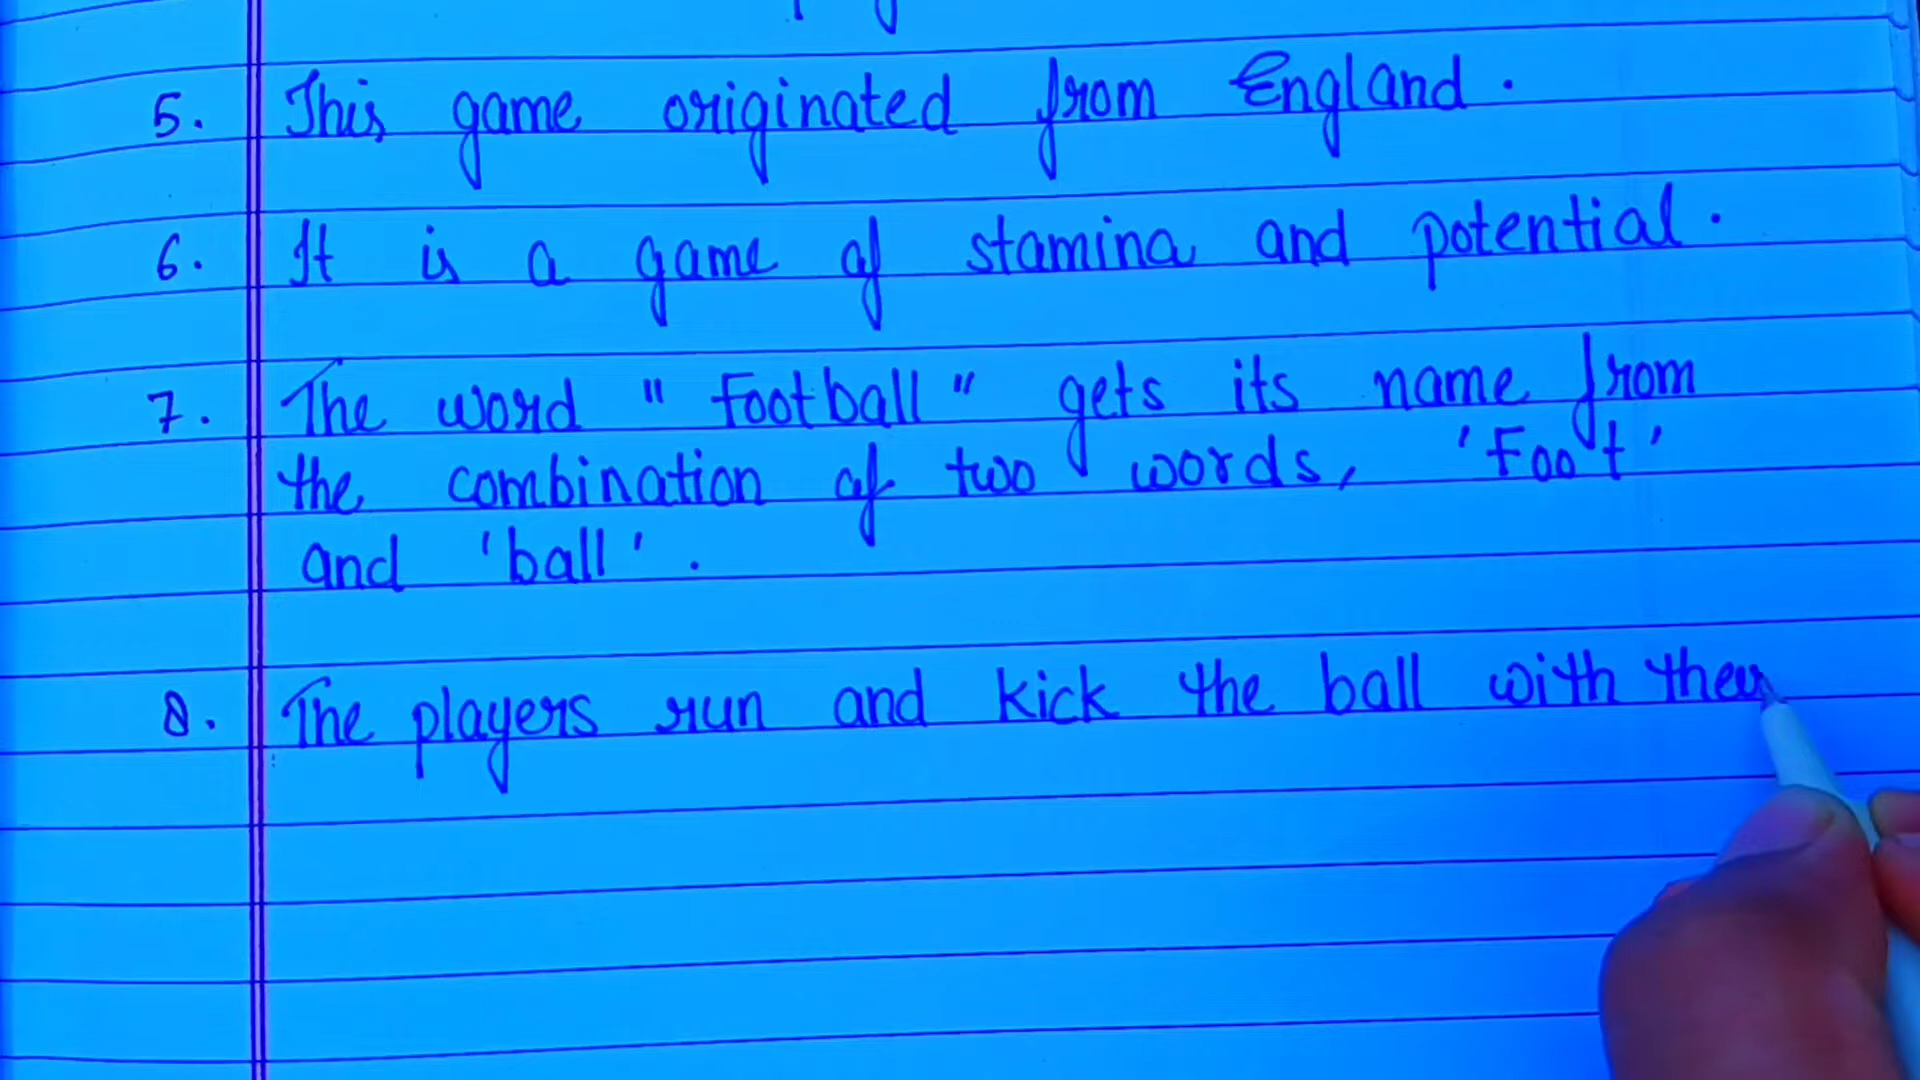 5. This game originated from England.
6. It is a game of stamina and potential.
7. The word "Football" gets its name from
the combination of two words, 'Foot'
and 'ball'.
8. The players run and kick the ball with